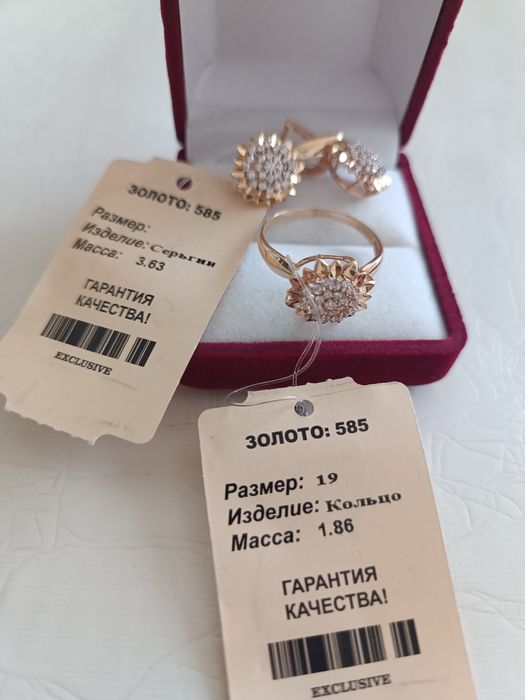 ЗОЛОТО: 585
Размер:
Изделие: Серьгии
Масса: 3.63
ГАРАНТИЯ
КАЧЕСТВА!
EXCLUSIVE
ЗОЛОТО: 585
Размер: 19
Изделие: Кольцо
Масса: 1.86
ГАРАНТИЯ
КАЧЕСТВА!
EXCLUSIVE